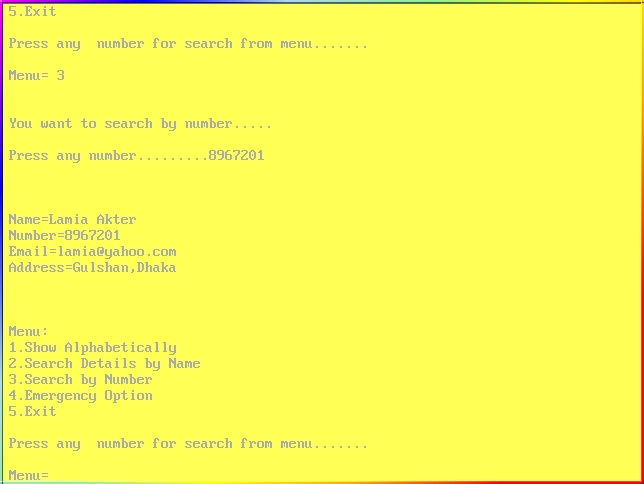 5.Exit
Press any  number for search from menu.......
Menu= 3
You want to search by number.....
Press any number.........8967201
Name=Lamia Akter
Number=8967201
Email=lamia@yahoo.com
Address=Gulshan,Dhaka
Menu:
1.Show Alphabetically
2.Search Details by Name
3.Search by Number
4.Emergency Option
5.Exit
Press any  number for search from menu.......
Menu=